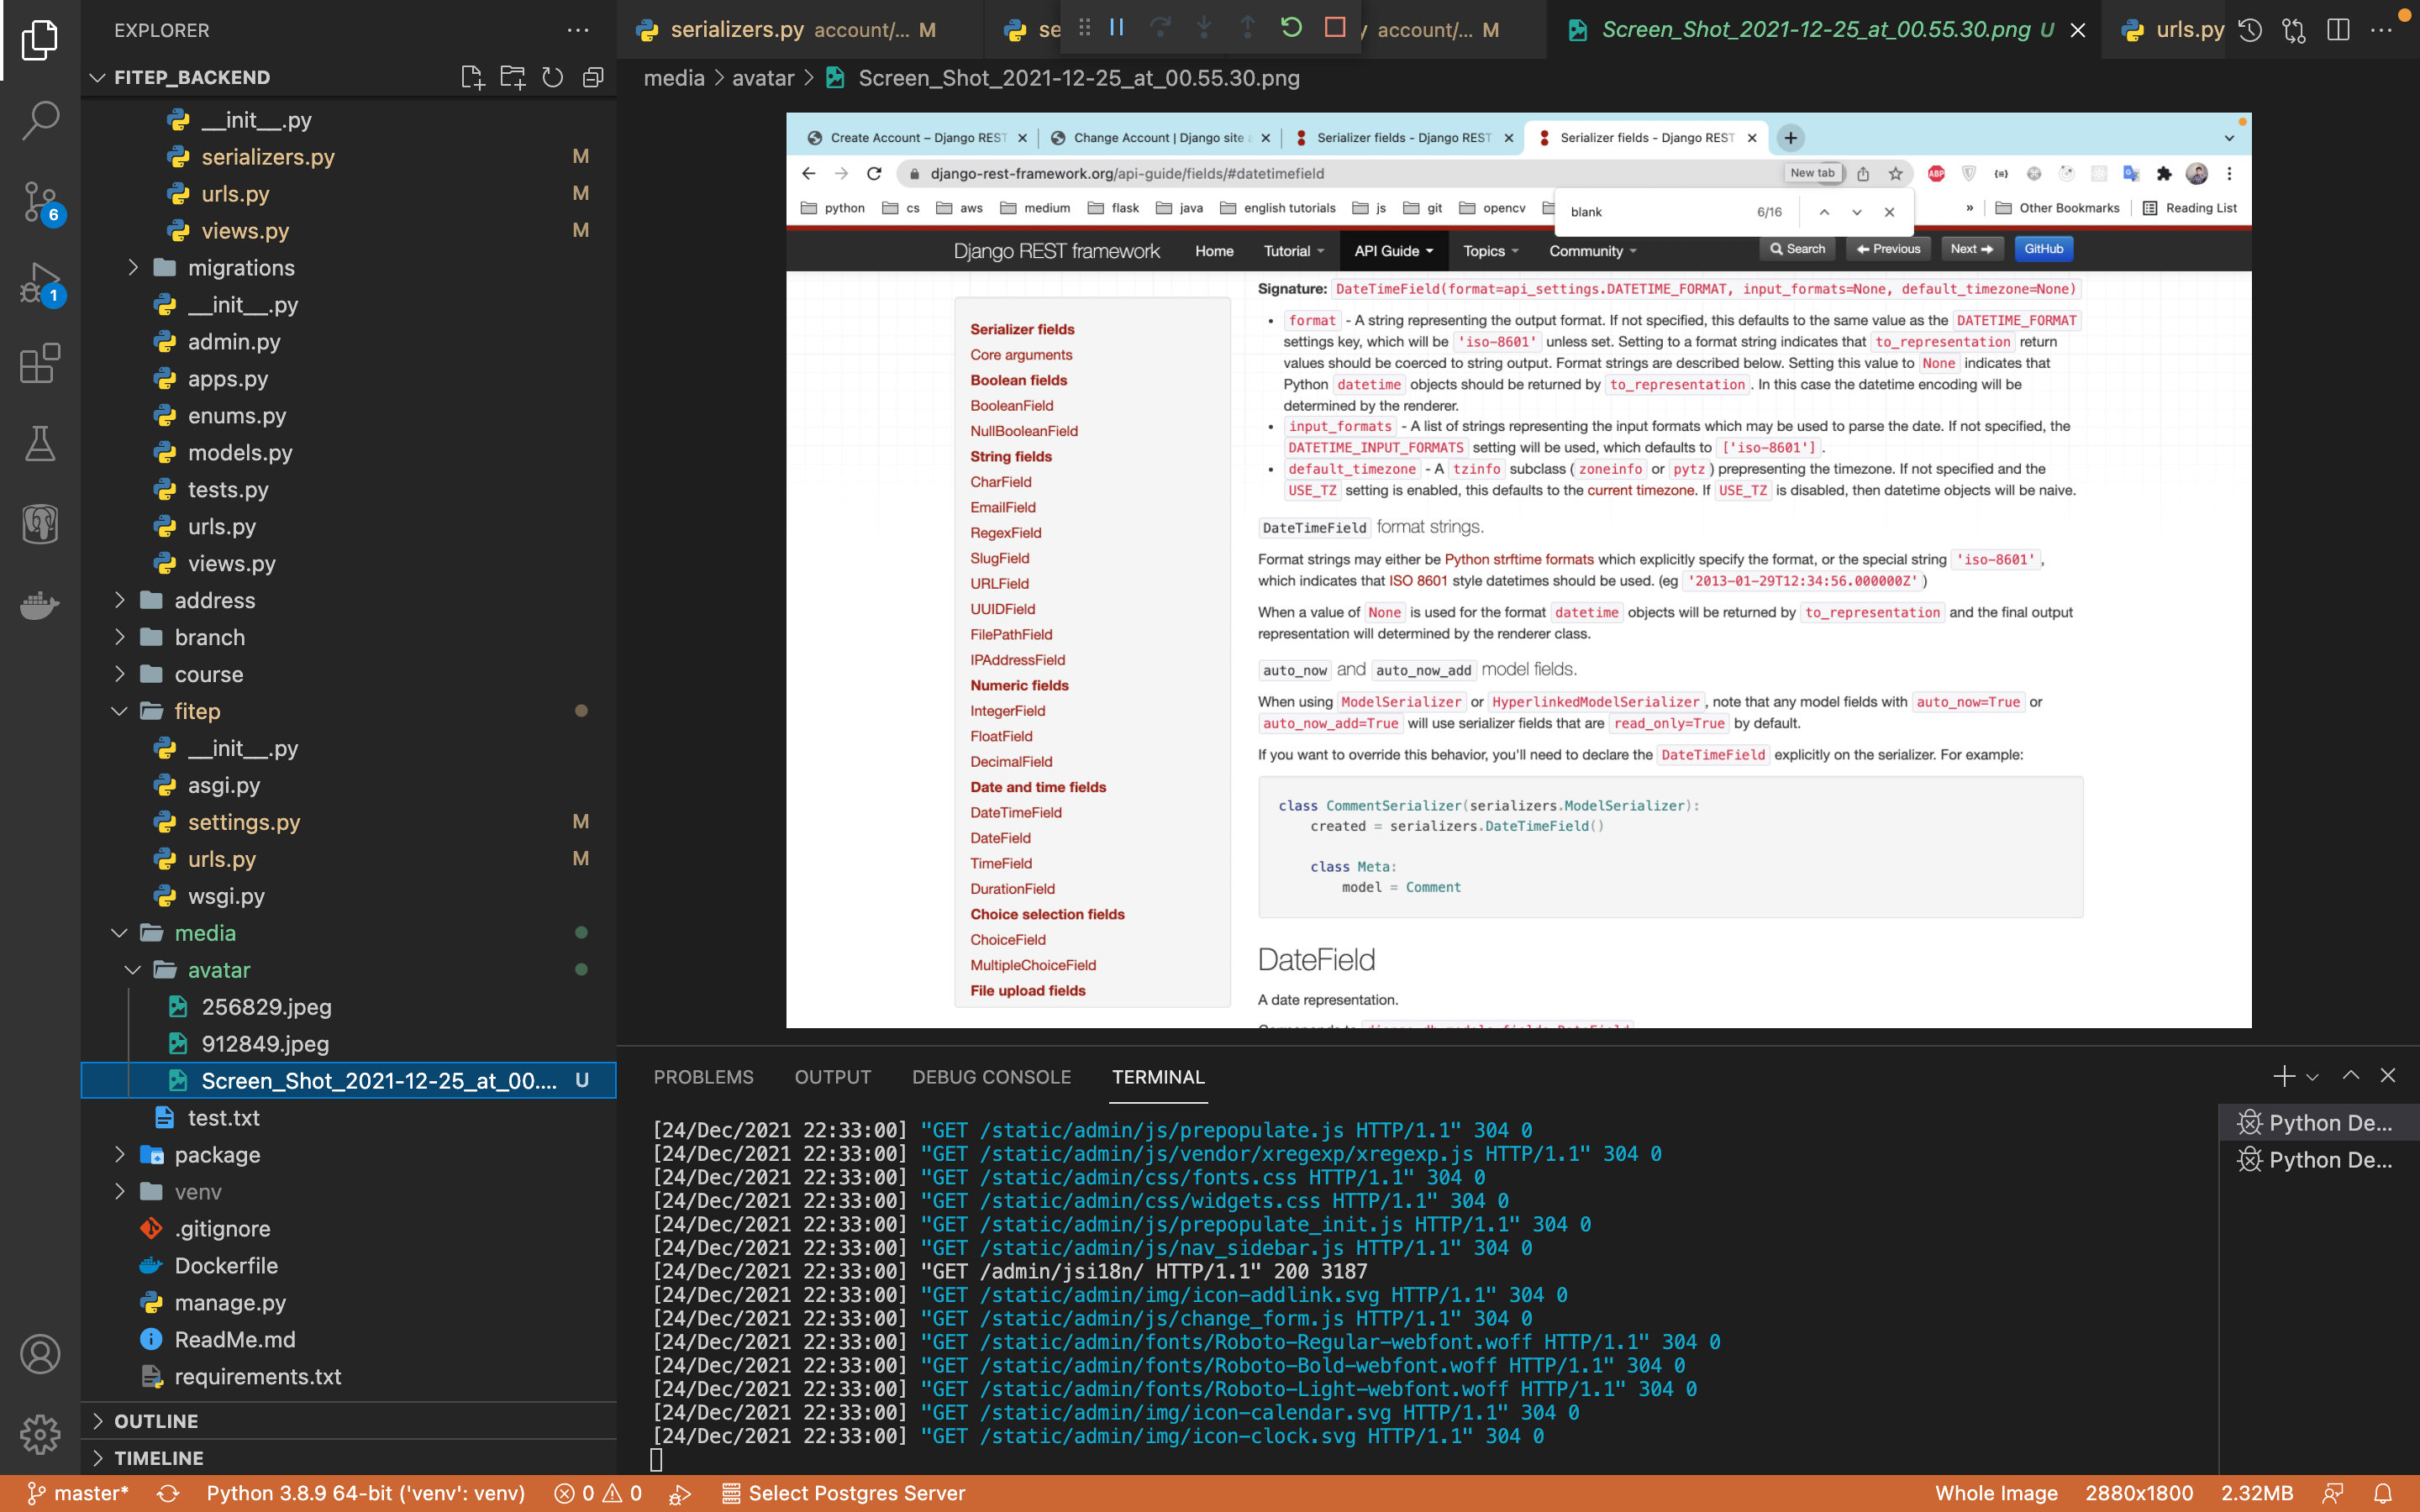 EXPLORER
FITEP_BACKEND
__init__.py
serializers.py M
urls.py M
views.py M
migrations
__init__.py
admin.py
apps.py
enums.py
models.py
tests.py
urls.py
views.py
address
branch
course
fitep
__init__.py
asgi.py
settings.py M
urls.py M
wsgi.py
media
avatar
256829.jpeg
912849.jpeg
Screen_Shot_2021-12-25_at_00.... U
test.txt
package
venv
.gitignore
Dockerfile
manage.py
ReadMe.md
requirements.txt
OUTLINE
TIMELINE
6
1
serializers.py account/... M
se
y account/... M
Screen_Shot_2021-12-25_at_00.55.30.png U
urls.py
media > avatar > Screen_Shot_2021-12-25_at_00.55.30.png
Create Account – Django REST
Change Account | Django site
Serializer fields - Django REST
Serializer fields - Django REST
django-rest-framework.org/api-guide/fields/#datetimefield
New tab
ABP
python cs aws medium flask java english tutorials js git opencv
blank 6/16
» Other Bookmarks Reading List
Django REST framework Home Tutorial API Guide Topics Community Search Previous Next GitHub
Serializer fields
Core arguments
Boolean fields
BooleanField
NullBooleanField
String fields
CharField
EmailField
RegexField
SlugField
URLField
UUIDField
FilePathField
IPAddressField
Numeric fields
IntegerField
FloatField
DecimalField
Date and time fields
DateTimeField
DateField
TimeField
DurationField
Choice selection fields
ChoiceField
MultipleChoiceField
File upload fields
Signature: DateTimeField(format=api_settings.DATETIME_FORMAT, input_formats=None, default_timezone=None)
• format - A string representing the output format. If not specified, this defaults to the same value as the DATETIME_FORMAT
settings key, which will be 'iso-8601' unless set. Setting to a format string indicates that to_representation return
values should be coerced to string output. Format strings are described below. Setting this value to None indicates that
Python datetime objects should be returned by to_representation. In this case the datetime encoding will be
determined by the renderer.
• input_formats - A list of strings representing the input formats which may be used to parse the date. If not specified, the
DATETIME_INPUT_FORMATS setting will be used, which defaults to ['iso-8601'].
• default_timezone - A tzinfo subclass (zoneinfo or pytz) prepresenting the timezone. If not specified and the
USE_TZ setting is enabled, this defaults to the current timezone. If USE_TZ is disabled, then datetime objects will be naive.
DateTimeField format strings.
Format strings may either be Python strftime formats which explicitly specify the format, or the special string 'iso-8601',
which indicates that ISO 8601 style datetimes should be used. (eg '2013-01-29T12:34:56.000000Z')
When a value of None is used for the format datetime objects will be returned by to_representation and the final output
representation will determined by the renderer class.
auto_now and auto_now_add model fields.
When using ModelSerializer or HyperlinkedModelSerializer, note that any model fields with auto_now=True or
auto_now_add=True will use serializer fields that are read_only=True by default.
If you want to override this behavior, you'll need to declare the DateTimeField explicitly on the serializer. For example:
class CommentSerializer(serializers.ModelSerializer):
created = serializers.DateTimeField()
class Meta:
model = Comment
DateField
A date representation.
PROBLEMS OUTPUT DEBUG CONSOLE TERMINAL
[24/Dec/2021 22:33:00] "GET /static/admin/js/prepopulate.js HTTP/1.1" 304 0
[24/Dec/2021 22:33:00] "GET /static/admin/js/vendor/xregexp/xregexp.js HTTP/1.1" 304 0
[24/Dec/2021 22:33:00] "GET /static/admin/css/fonts.css HTTP/1.1" 304 0
[24/Dec/2021 22:33:00] "GET /static/admin/css/widgets.css HTTP/1.1" 304 0
[24/Dec/2021 22:33:00] "GET /static/admin/js/prepopulate_init.js HTTP/1.1" 304 0
[24/Dec/2021 22:33:00] "GET /static/admin/js/nav_sidebar.js HTTP/1.1" 304 0
[24/Dec/2021 22:33:00] "GET /admin/jsi18n/ HTTP/1.1" 200 3187
[24/Dec/2021 22:33:00] "GET /static/admin/img/icon-addlink.svg HTTP/1.1" 304 0
[24/Dec/2021 22:33:00] "GET /static/admin/js/change_form.js HTTP/1.1" 304 0
[24/Dec/2021 22:33:00] "GET /static/admin/fonts/Roboto-Regular-webfont.woff HTTP/1.1" 304 0
[24/Dec/2021 22:33:00] "GET /static/admin/fonts/Roboto-Bold-webfont.woff HTTP/1.1" 304 0
[24/Dec/2021 22:33:00] "GET /static/admin/fonts/Roboto-Light-webfont.woff HTTP/1.1" 304 0
[24/Dec/2021 22:33:00] "GET /static/admin/img/icon-calendar.svg HTTP/1.1" 304 0
[24/Dec/2021 22:33:00] "GET /static/admin/img/icon-clock.svg HTTP/1.1" 304 0
Python De...
Python De...
master* Python 3.8.9 64-bit ('venv': venv) 0 0 Select Postgres Server Whole Image 2880x1800 2.32MB